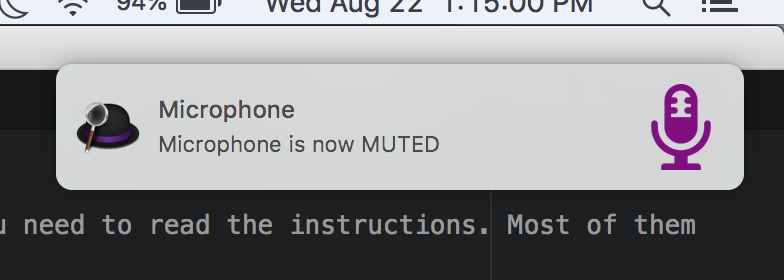 94% Wed Aug 22 1:15:00 PM
Microphone
Microphone is now MUTED
need to read the instructions. Most of them